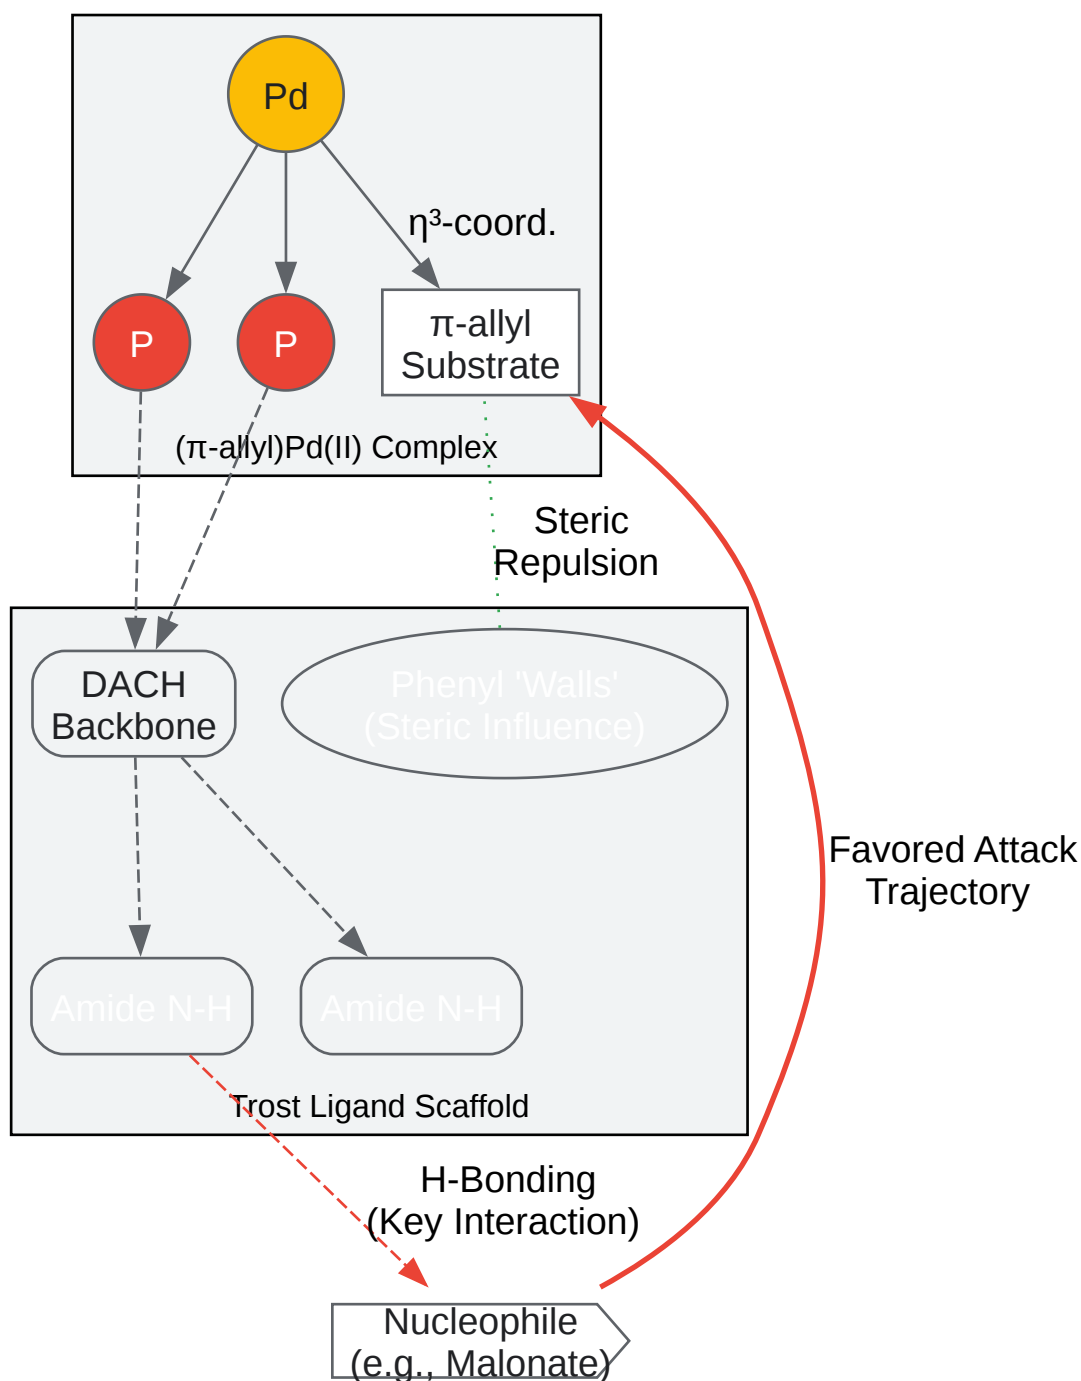 Pd
η³-coord.
P
P
π-allyl
Substrate
(π-allyl)Pd(II) Complex
Steric
Repulsion
DACH
Backbone
Phenyl 'Walls'
(Steric Influence)
Favored Attack
Trajectory
Amide N-H
Amide N-H
Trost Ligand Scaffold
H-Bonding
(Key Interaction)
Nucleophile
(e.g., Malonate)